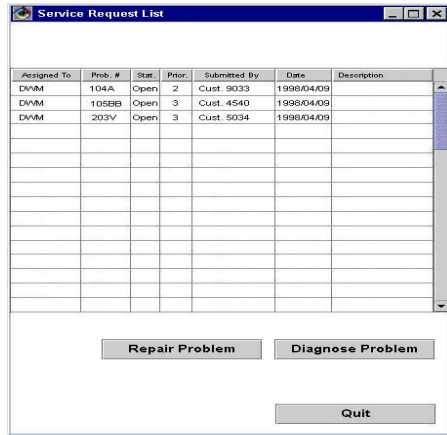 Service Request List
Assigned To Prob. # Stat. Prior. Submitted By Date Description
DWM 104A Open 2 Cust. 9033 1998/04/09
DWM 105BB Open 3 Cust. 4540 1998/04/09
DWM 203V Open 3 Cust. 5034 1998/04/09
Repair Problem Diagnose Problem
Quit